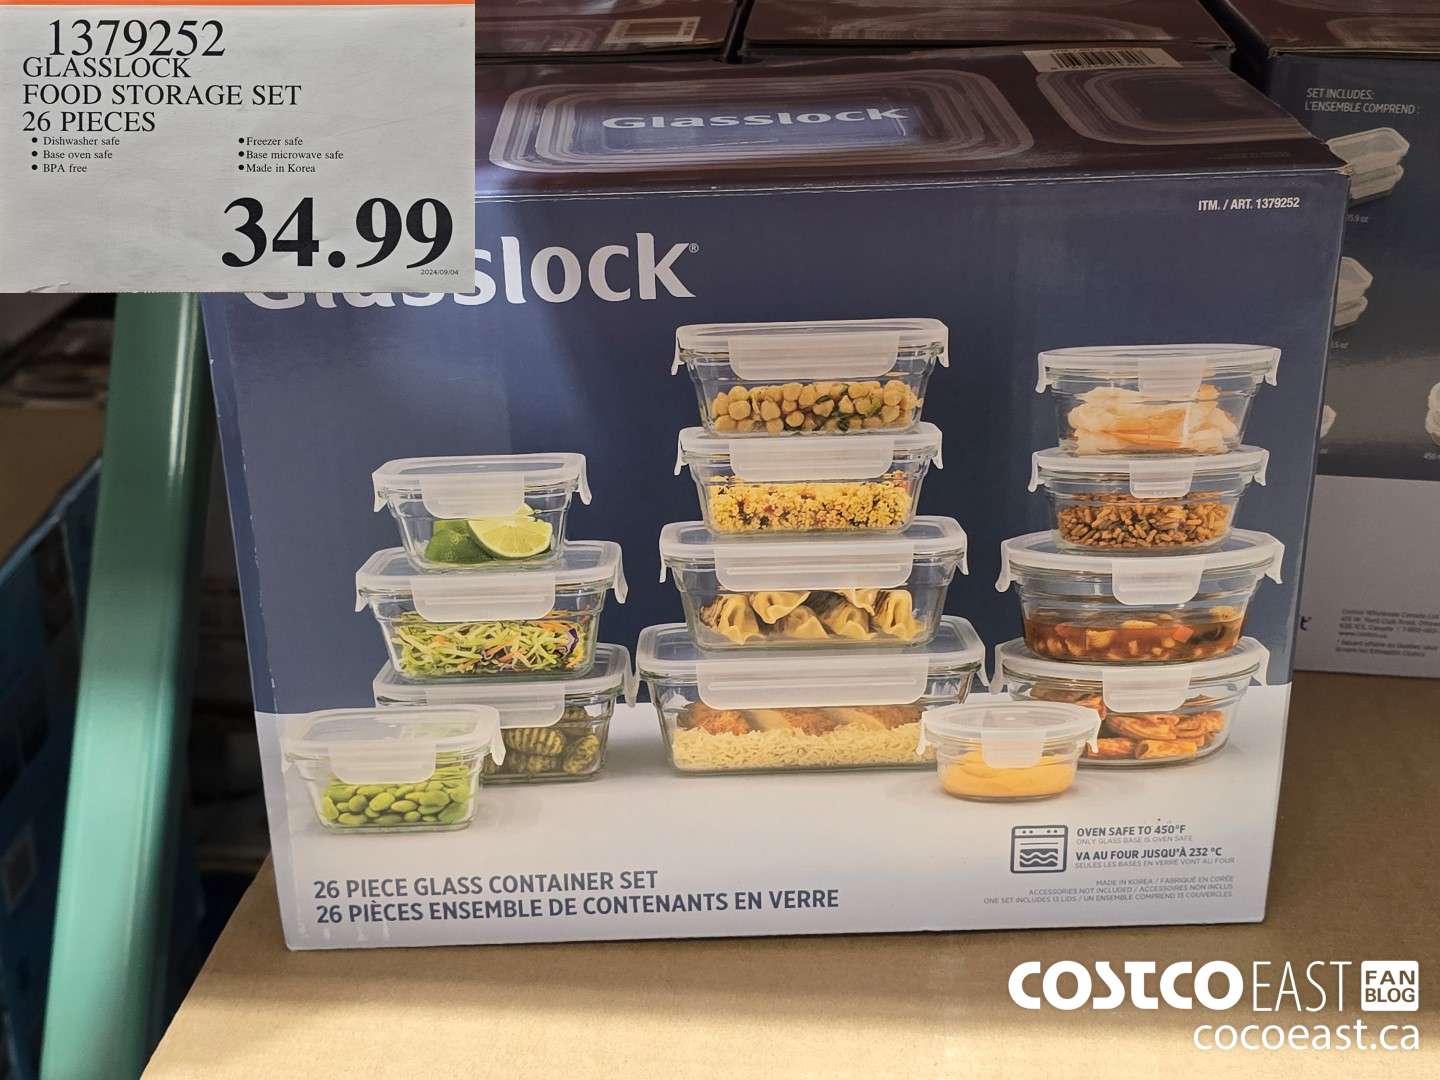 1379252
GLASSLOCK
FOOD STORAGE SET
26 PIECES
• Dishwasher safe
• Base oven safe
• BPA free
• Freezer safe
• Base microwave safe
• Made in Korea
34.99
2024/09/04
Glasslock
SET INCLUDES:
L'ENSEMBLE COMPREND :
ITM. / ART. 1379252
Glasslock®
OVEN SAFE TO 450°F
ONLY GLASS BASE IS OVEN SAFE
VA AU FOUR JUSQU'À 232 °C
SEULES LES BASES EN VERRE VONT AU FOUR
MADE IN KOREA / FABRIQUÉ EN CORÉE
ACCESSORIES NOT INCLUDED / ACCESSOIRES NON INCLUS
ONE SET INCLUDES 13 LIDS / UN ENSEMBLE COMPREND 13 COUVERCLES
26 PIECE GLASS CONTAINER SET
26 PIÈCES ENSEMBLE DE CONTENANTS EN VERRE
COSTCO EAST FAN BLOG
cocoeast.ca